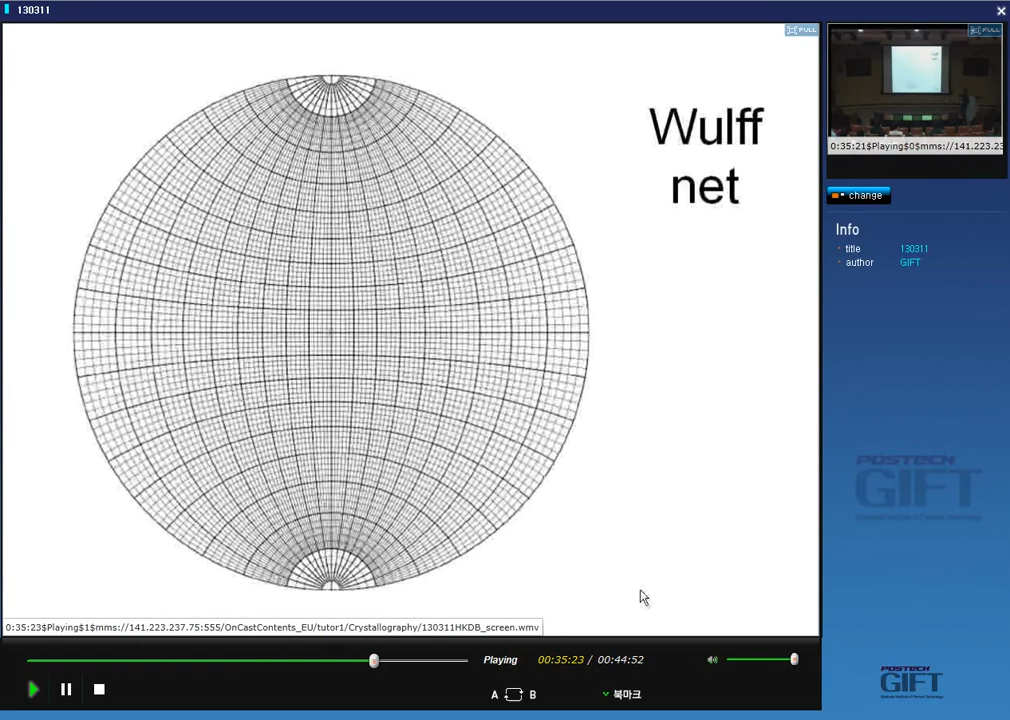 130311
FULL
Wulff
net
0:35:23$Playing$1$mms://141.223.237.75:555/OnCastContents_EU/tutor1/Crystallography/130311HKDB_screen.wmv
Playing
00:35:23 / 00:44:52
A B
북마크
FULL
0:35:21$Playing$0$mms://141.223.23
change
Info
title 130311
author GIFT
POSTECH
GIFT
POSTECH
GIFT